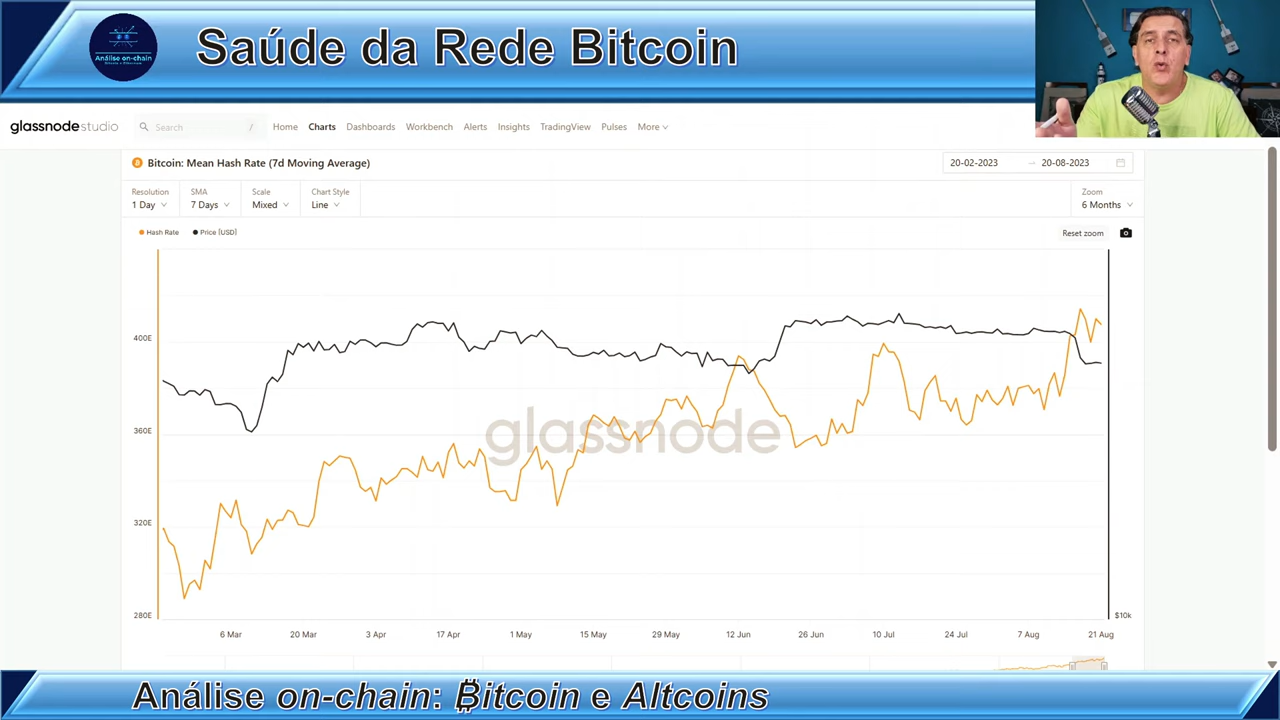 Saúde da Rede Bitcoin
Análise on-chain
Bitcoin e Ethereum
glassnode studio
Search /
Home Charts Dashboards Workbench Alerts Insights TradingView Pulses More
Bitcoin: Mean Hash Rate (7d Moving Average)
20-02-2023 → 20-08-2023
Resolution SMA Scale Chart Style Zoom
1 Day 7 Days Mixed Line 6 Months
Hash Rate Price (USD)
Reset zoom
400E
360E
320E
280E
$10k
glassnode
6 Mar 20 Mar 3 Apr 17 Apr 1 May 15 May 29 May 12 Jun 26 Jun 10 Jul 24 Jul 7 Aug 21 Aug
Análise on-chain: ₿itcoin e Altcoins